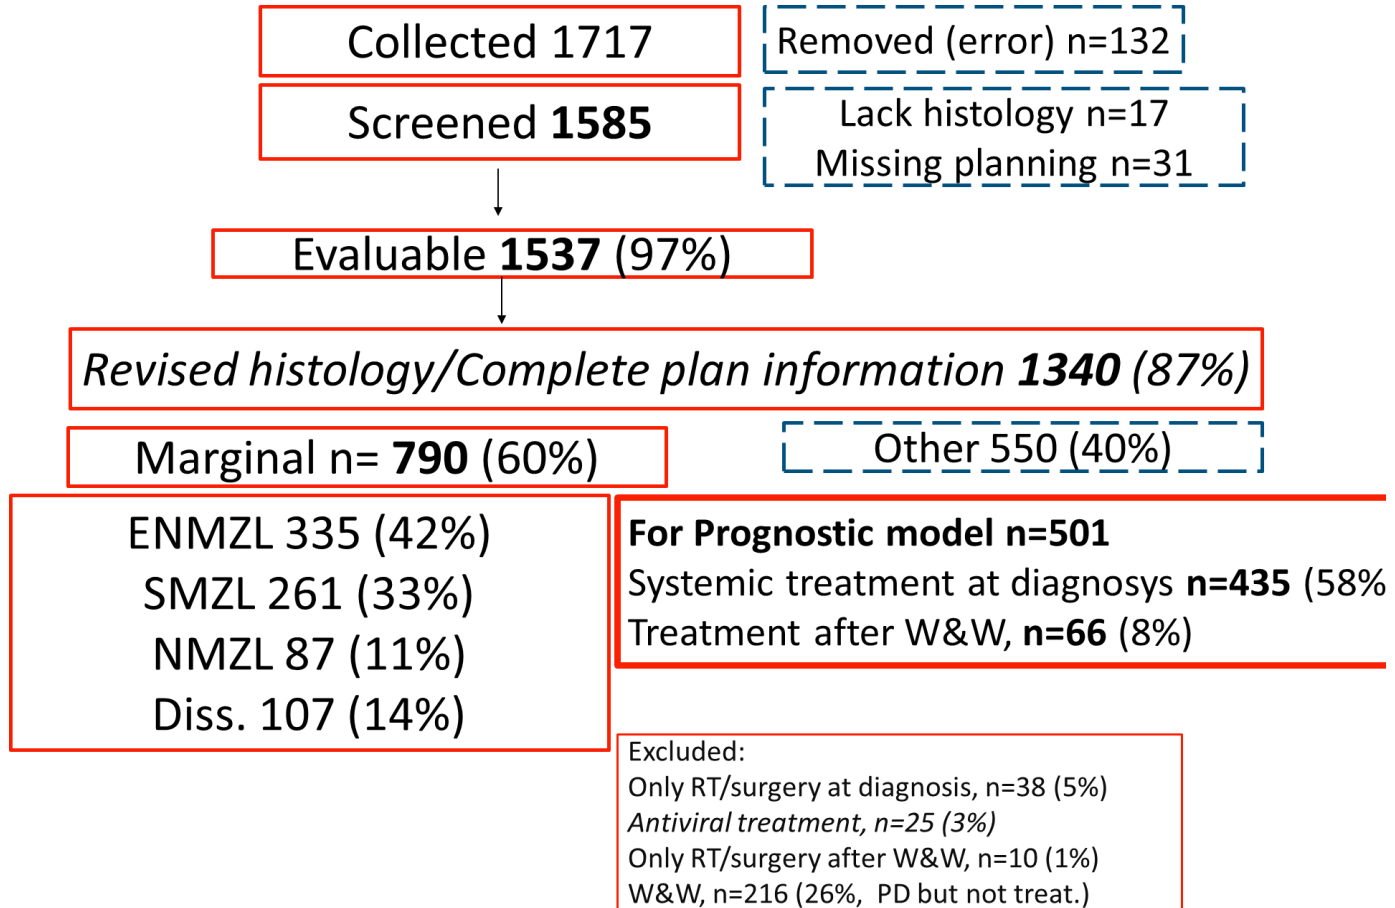 Collected 1717
Removed (error) n=132
Screened 1585
Lack histology n=17
Missing planning n=31
Evaluable 1537 (97%)
Revised histology/Complete plan information 1340 (87%)
Marginal n= 790 (60%)
Other 550 (40%)
ENMZL 335 (42%)
SMZL 261 (33%)
NMZL 87 (11%)
Diss. 107 (14%)
For Prognostic model n=501
Systemic treatment at diagnosys n=435 (58%
Treatment after W&W, n=66 (8%)
Excluded:
Only RT/surgery at diagnosis, n=38 (5%)
Antiviral treatment, n=25 (3%)
Only RT/surgery after W&W, n=10 (1%)
W&W, n=216 (26%, PD but not treat.)